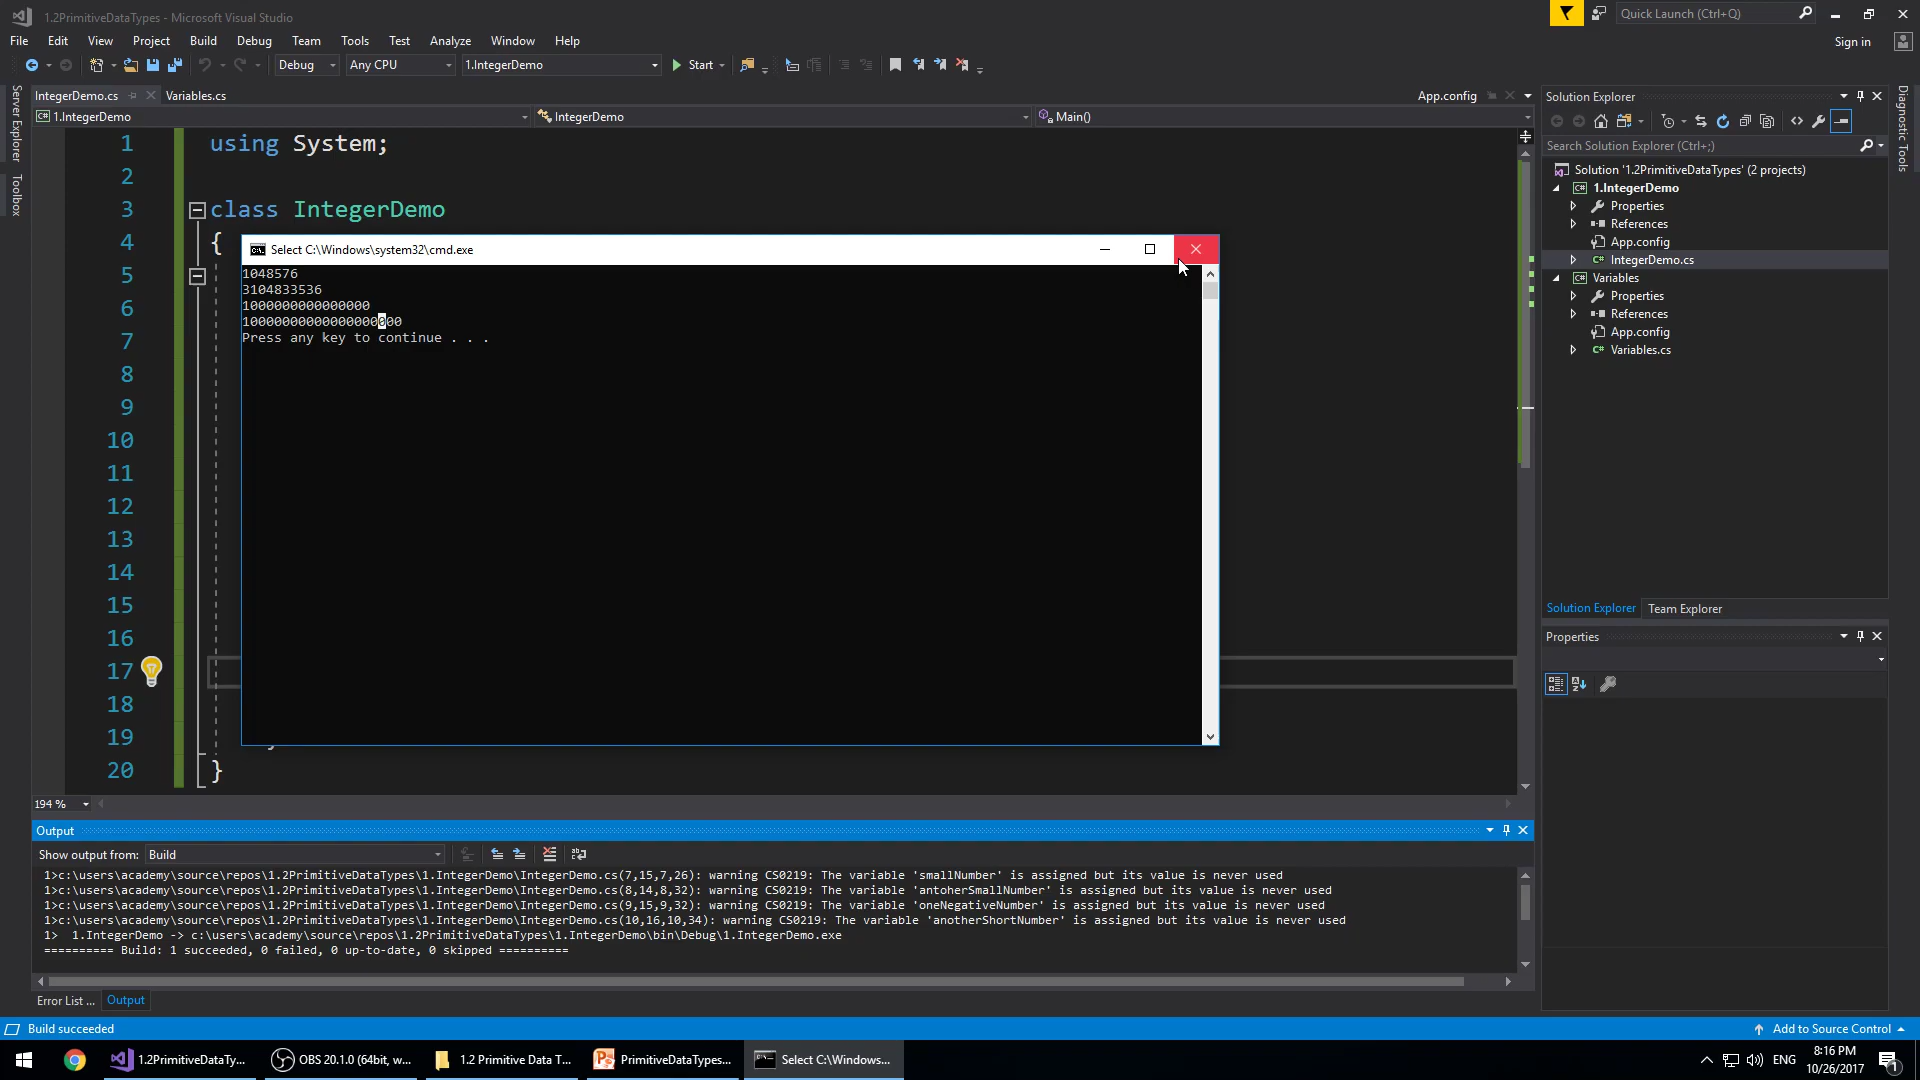 1.2PrimitiveDataTypes - Microsoft Visual Studio
Quick Launch (Ctrl+Q)
File Edit View Project Build Debug Team Tools Test Analyze Window Help
Sign in
Debug Any CPU 1.IntegerDemo Start
Server Explorer
Toolbox
IntegerDemo.cs Variables.cs App.config
1.IntegerDemo IntegerDemo Main()
1 using System;
2
3 class IntegerDemo
4 {
5
6
7
8
9
10
11
12
13
14
15
16
17
18
19
20 }
Select C:\Windows\system32\cmd.exe
1048576
3104833536
1000000000000000
10000000000000000000
Press any key to continue . . .
194 %
Solution Explorer
Search Solution Explorer (Ctrl+;)
Solution '1.2PrimitiveDataTypes' (2 projects)
1.IntegerDemo
Properties
References
App.config
IntegerDemo.cs
Variables
Properties
References
App.config
Variables.cs
Solution Explorer Team Explorer
Properties
Diagnostic Tools
Output
Show output from: Build
1>c:\users\academy\source\repos\1.2PrimitiveDataTypes\1.IntegerDemo\IntegerDemo.cs(7,15,7,26): warning CS0219: The variable 'smallNumber' is assigned but its value is never used
1>c:\users\academy\source\repos\1.2PrimitiveDataTypes\1.IntegerDemo\IntegerDemo.cs(8,14,8,32): warning CS0219: The variable 'antoherSmallNumber' is assigned but its value is never used
1>c:\users\academy\source\repos\1.2PrimitiveDataTypes\1.IntegerDemo\IntegerDemo.cs(9,15,9,32): warning CS0219: The variable 'oneNegativeNumber' is assigned but its value is never used
1>c:\users\academy\source\repos\1.2PrimitiveDataTypes\1.IntegerDemo\IntegerDemo.cs(10,16,10,34): warning CS0219: The variable 'anotherShortNumber' is assigned but its value is never used
1> 1.IntegerDemo -> c:\users\academy\source\repos\1.2PrimitiveDataTypes\1.IntegerDemo\bin\Debug\1.IntegerDemo.exe
========== Build: 1 succeeded, 0 failed, 0 up-to-date, 0 skipped ==========
Error List ... Output
Build succeeded
Add to Source Control
1.2PrimitiveDataTy... OBS 20.1.0 (64bit, w... 1.2 Primitive Data T... PrimitiveDataTypes... Select C:\Windows...
ENG
8:16 PM
10/26/2017
1